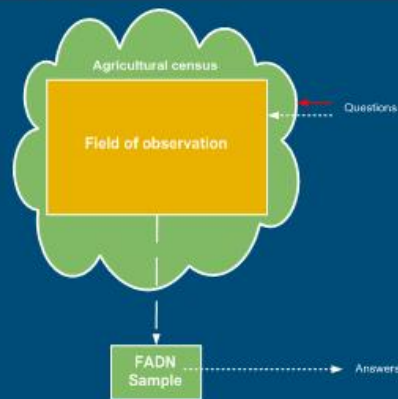 Agricultural census
Questions
Field of observation
FADN
Sample
Answers